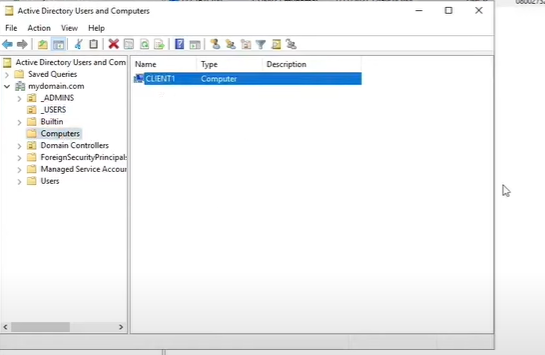 Active Directory Users and Computers
File Action View Help
Active Directory Users and Com
Saved Queries
mydomain.com
_ADMINS
_USERS
Builtin
Computers
Domain Controllers
ForeignSecurityPrincipals
Managed Service Accoun
Users
Name Type Description
CLIENT1 Computer